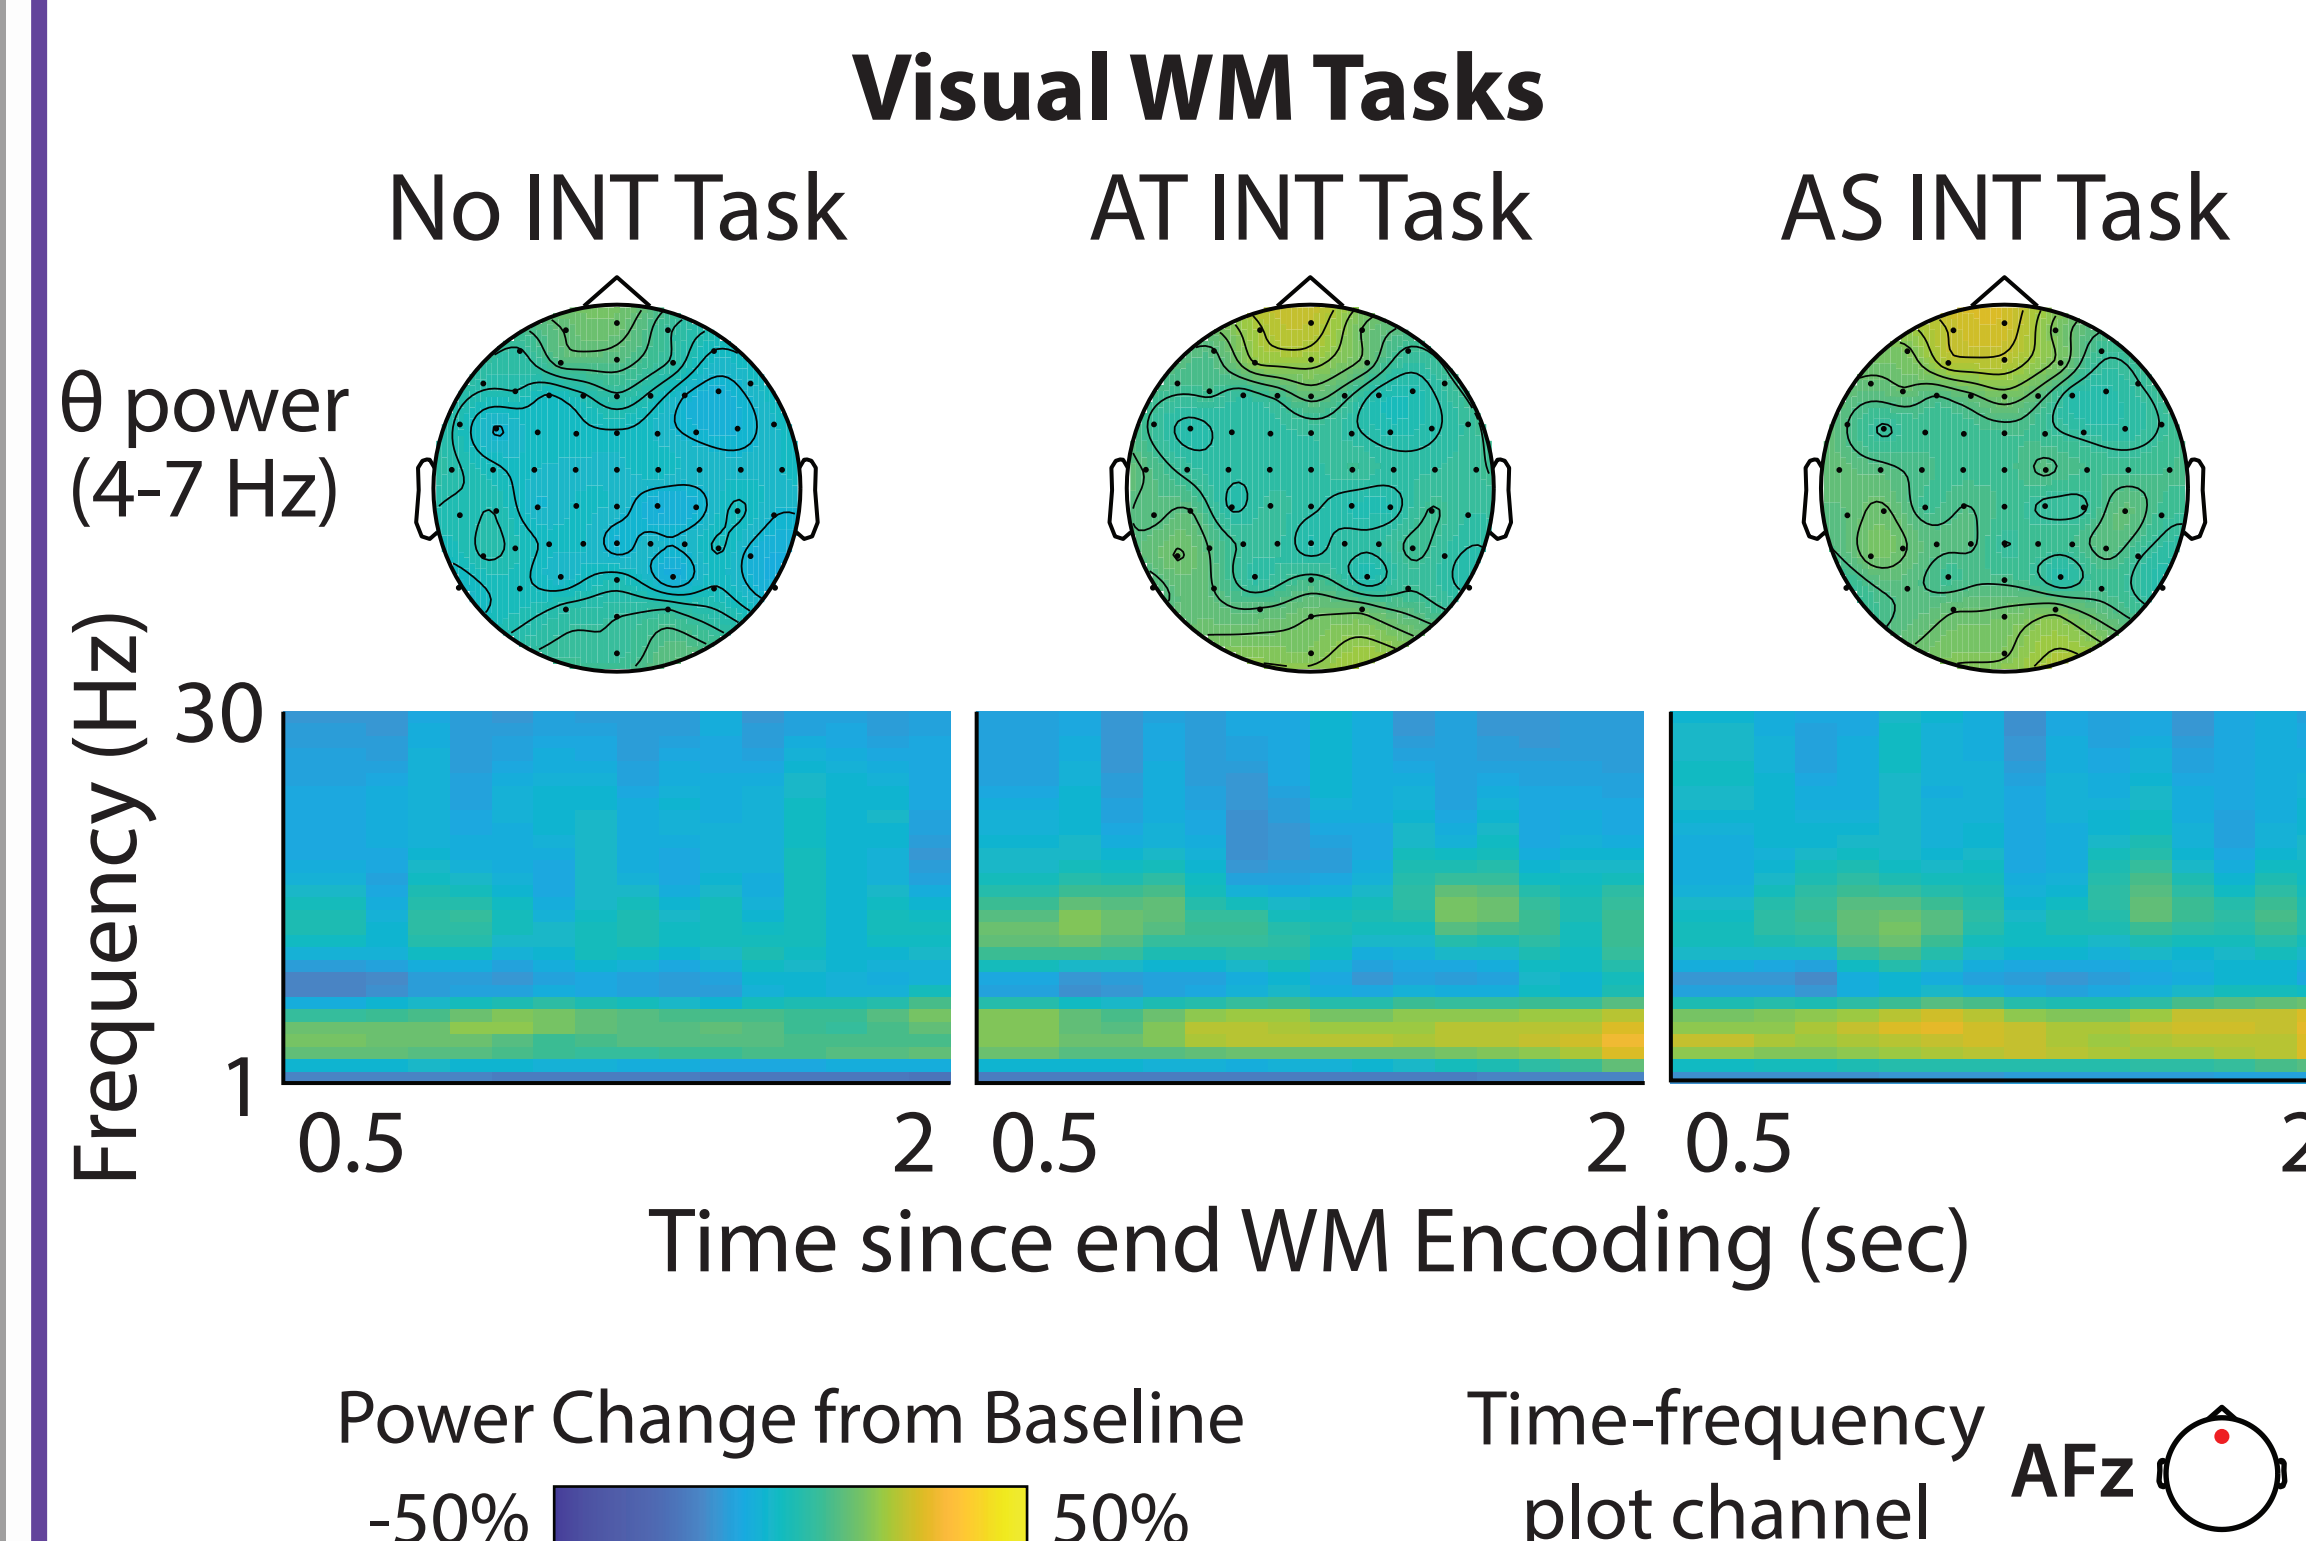 Visual WM Tasks
No INT Task
AT INT Task
AS INT Task
θ power
(4-7 Hz)
Frequency (Hz)
30
1
0.5
2
0.5
2
0.5
2
Time since end WM Encoding (sec)
Power Change from Baseline
-50%
50%
Time-frequency
plot channel
AFz